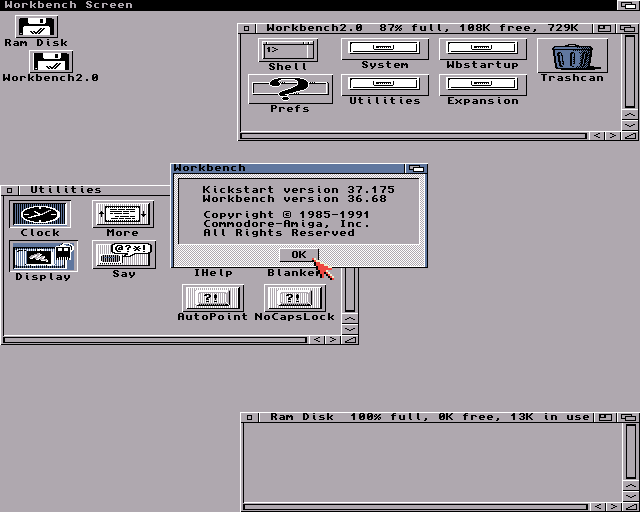 Workbench Screen
Ram Disk
Workbench2.0
Workbench2.0  87% full, 108K free, 729K
1>
Shell
System
Wbstartup
Trashcan
?
Prefs
Utilities
Expansion
Utilities
Clock
More
Display
@?×!
Say
IHelp
Blanker
?!
AutoPoint
?!
NoCapsLock
Workbench
Kickstart version 37.175
Workbench version 36.68
Copyright © 1985-1991
Commodore-Amiga, Inc.
All Rights Reserved
OK
Ram Disk  100% full, 0K free, 13K in use